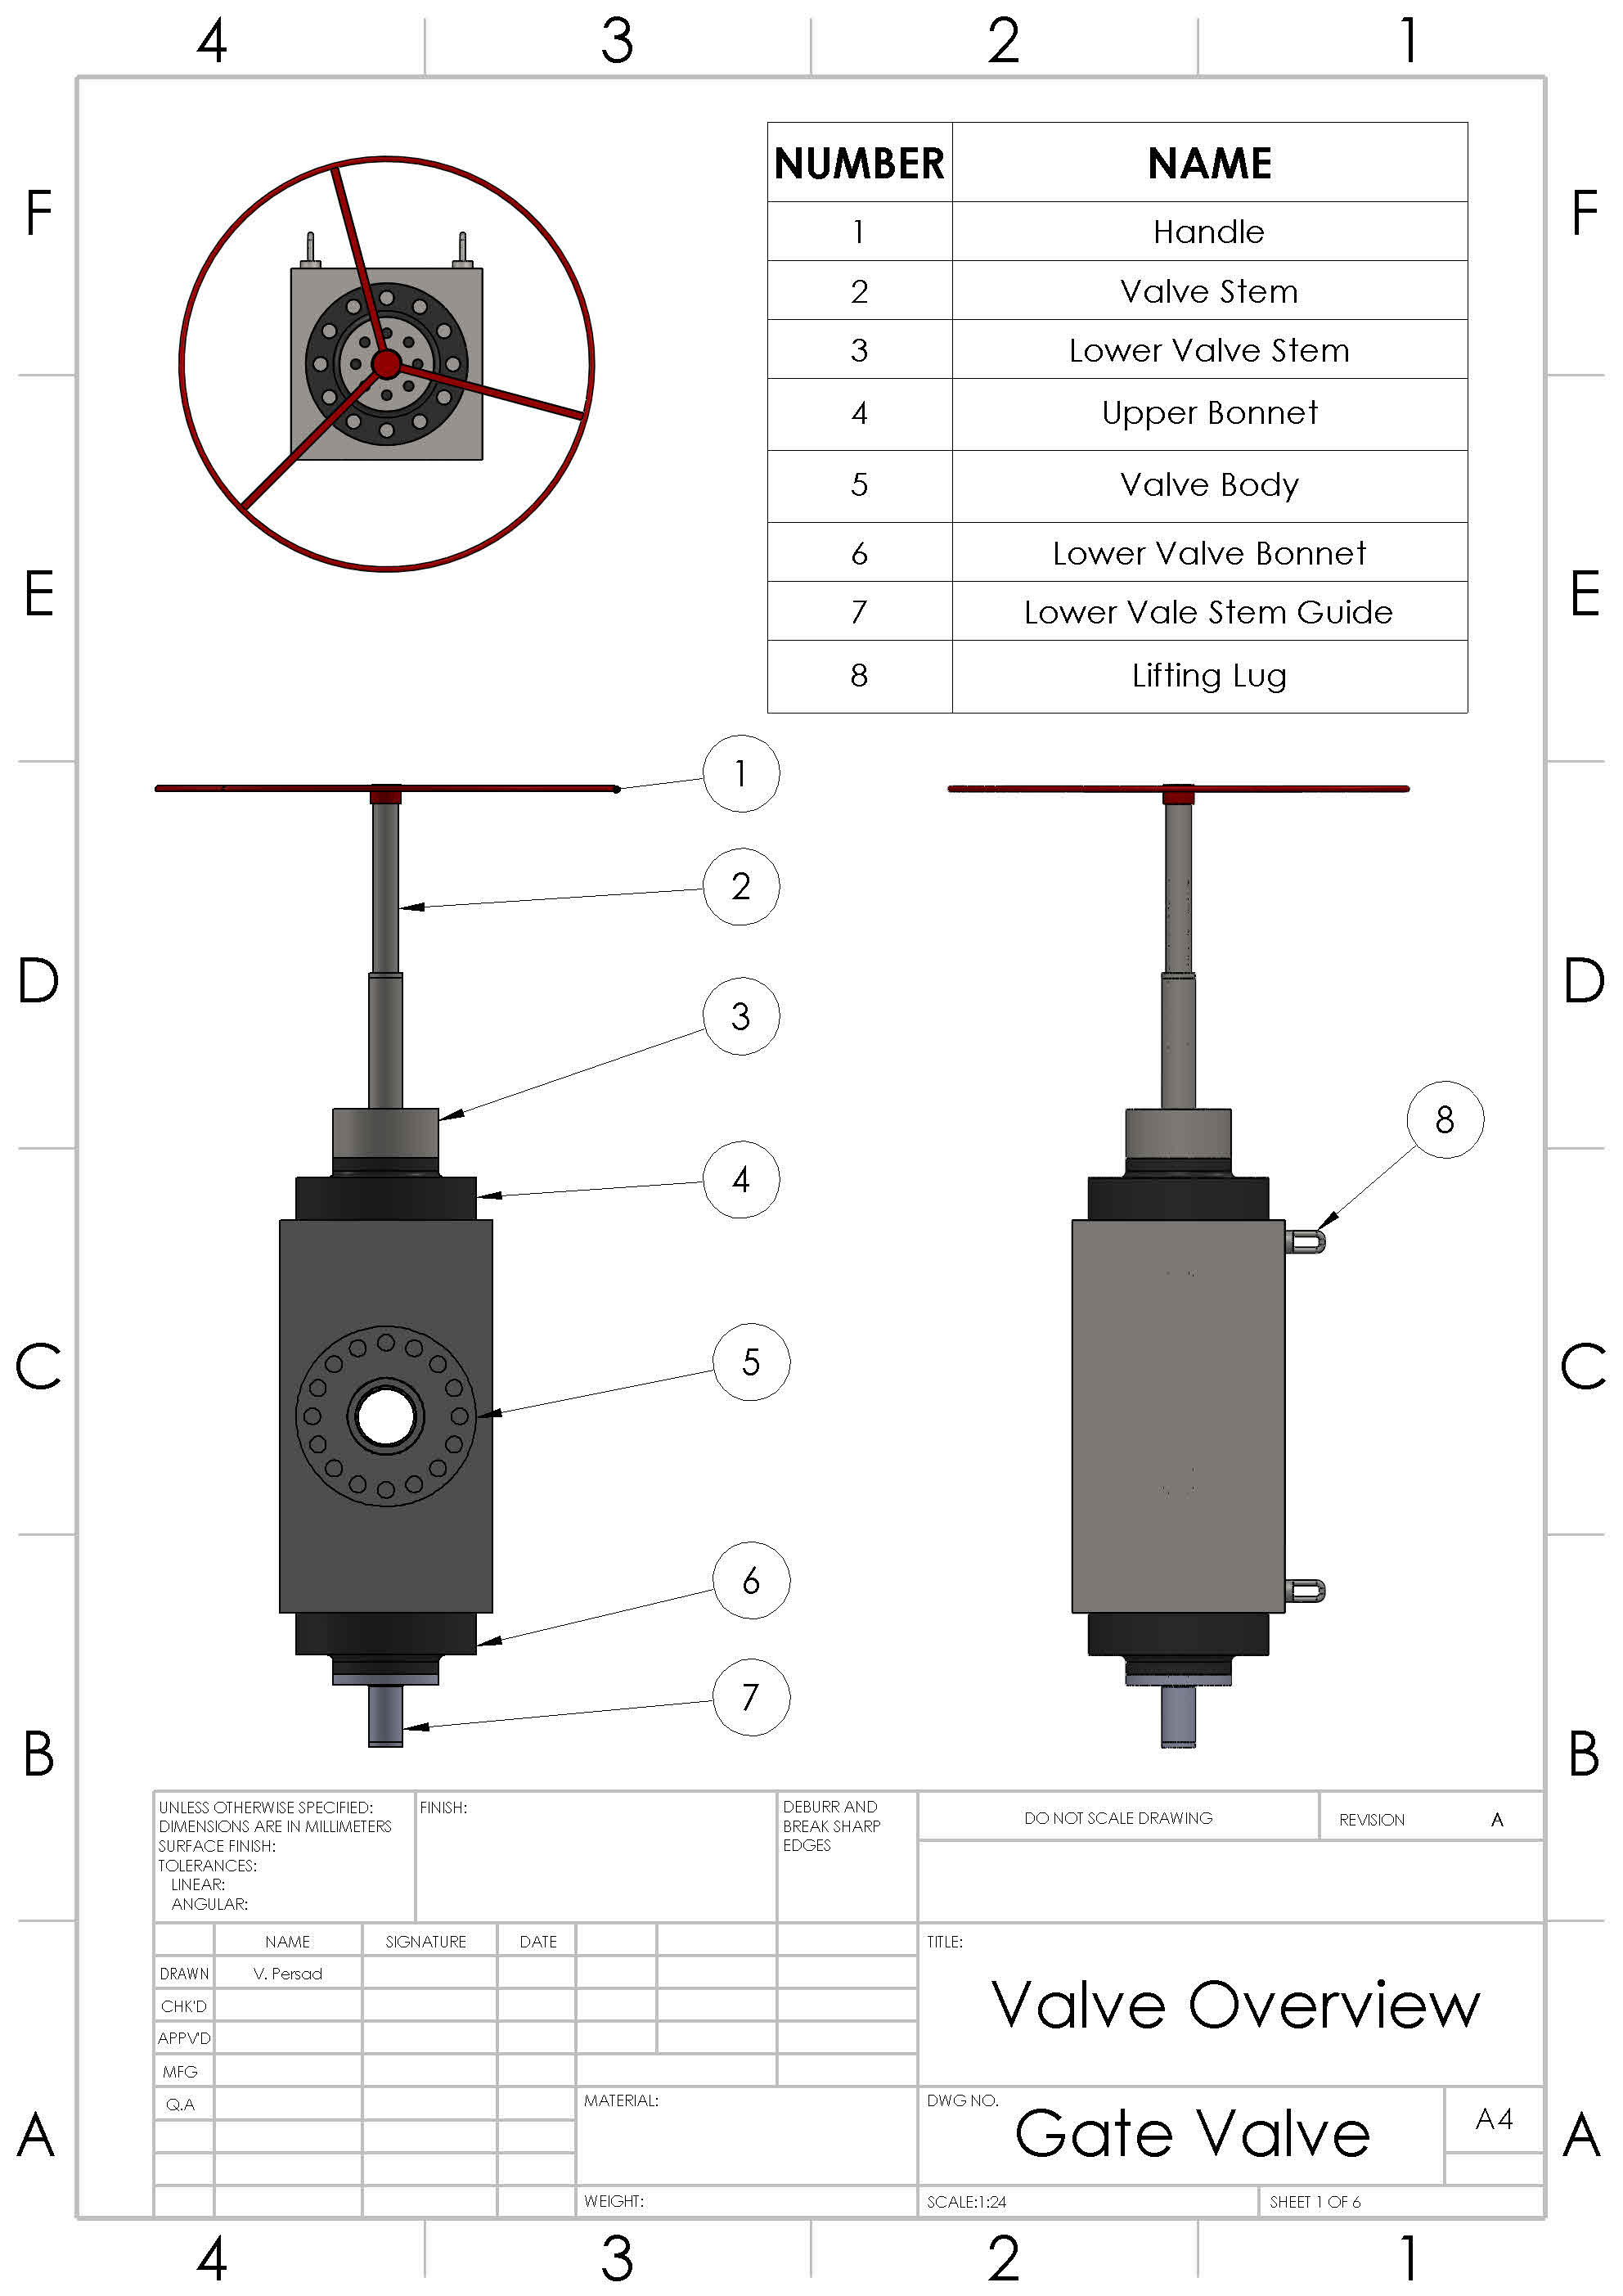 4 3 2 1
F F
E E
D D
C C
B B
A A
NUMBER NAME
1 Handle
2 Valve Stem
3 Lower Valve Stem
4 Upper Bonnet
5 Valve Body
6 Lower Valve Bonnet
7 Lower Vale Stem Guide
8 Lifting Lug
1
2
3
4
5
6
7
8
UNLESS OTHERWISE SPECIFIED:
DIMENSIONS ARE IN MILLIMETERS
SURFACE FINISH:
TOLERANCES:
LINEAR:
ANGULAR:
FINISH:
DEBURR AND
BREAK SHARP
EDGES
DO NOT SCALE DRAWING
REVISION A
NAME SIGNATURE DATE
DRAWN V. Persad
CHK'D
APPV'D
MFG
Q.A
MATERIAL:
WEIGHT:
TITLE:
Valve Overview
DWG NO.
Gate Valve
A4
SCALE:1:24
SHEET 1 OF 6
4 3 2 1